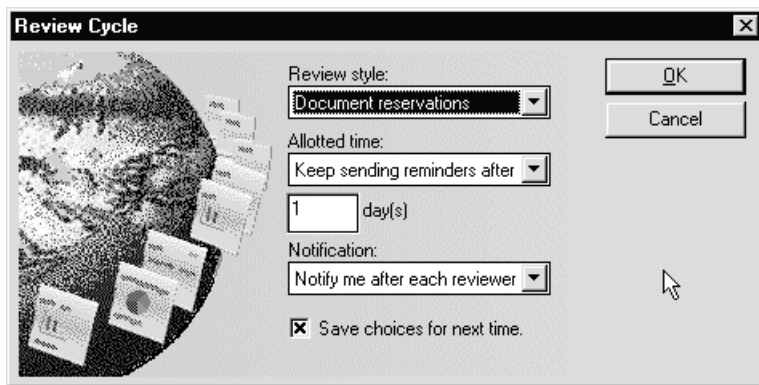 Review Cycle
Review style:
Document reservations
OK
Cancel
Allotted time:
Keep sending reminders after
1 day(s)
Notification:
Notify me after each reviewer
Save choices for next time.